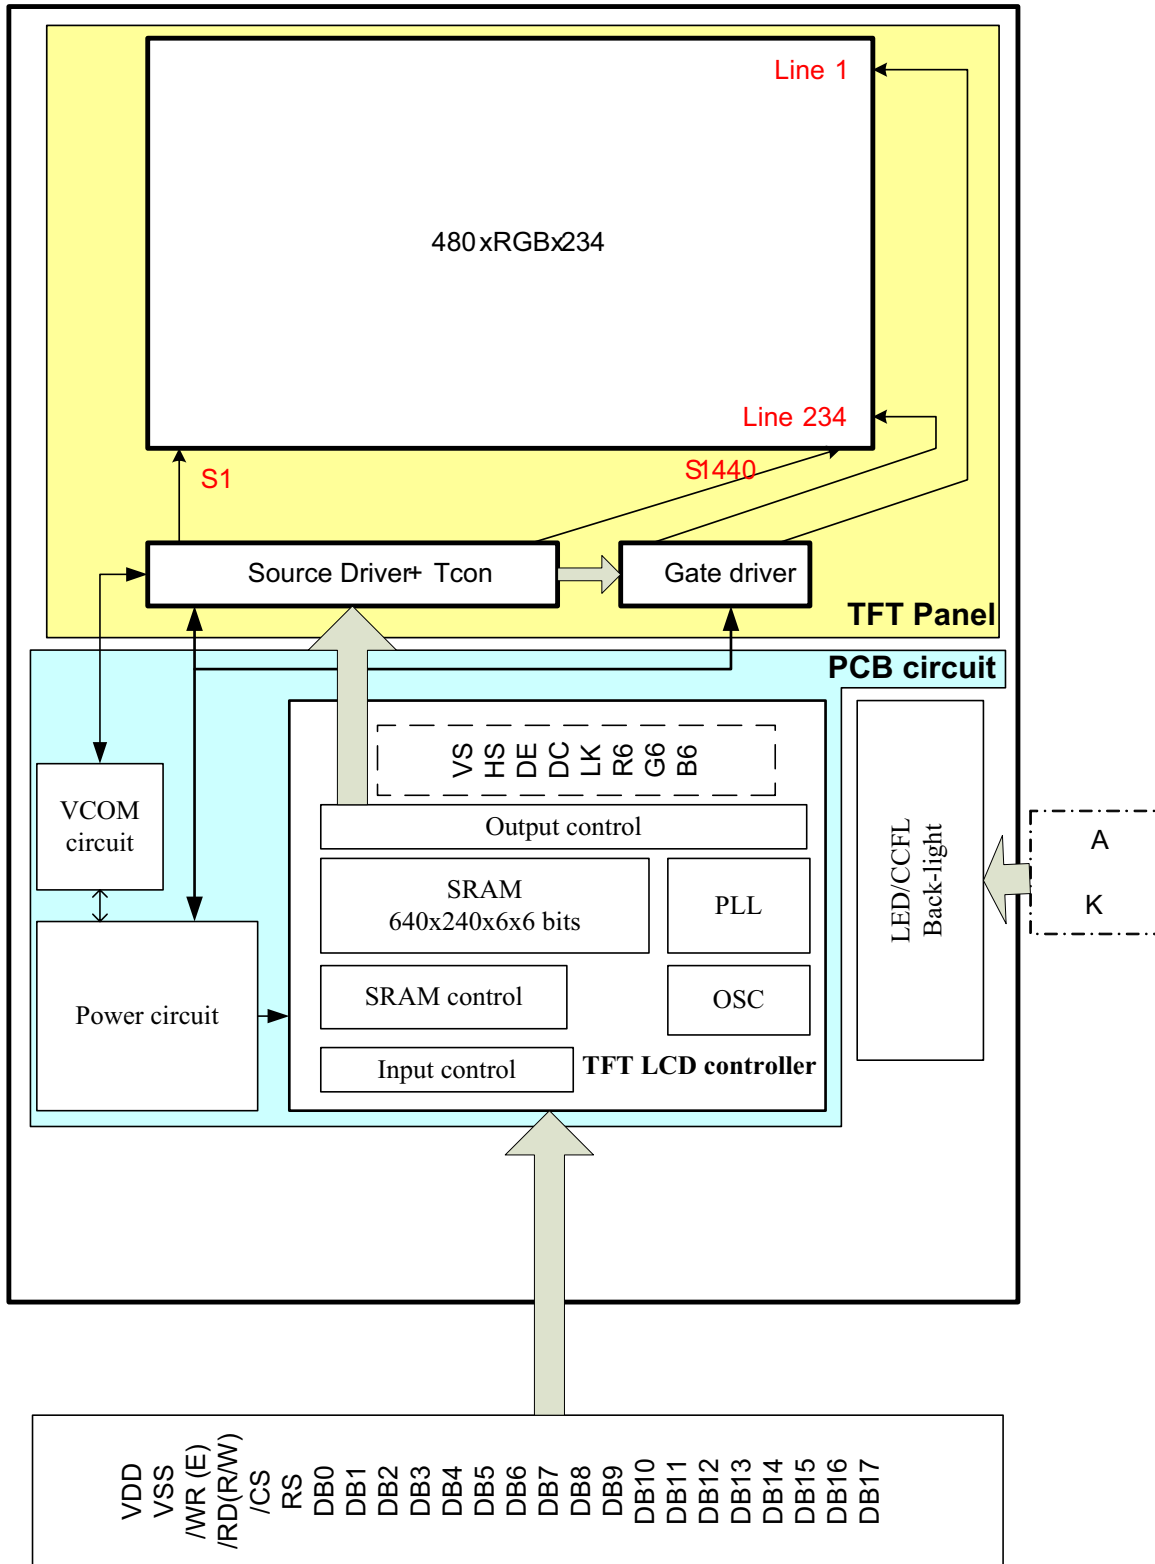 Line 1
480xRGBx234
Line 234
S1
S1440
Source Driver+ Tcon
Gate driver
TFT Panel
PCB circuit
VS
HS
DE
DC
LK
R6
G6
B6
VCOM
circuit
Output control
SRAM
640x240x6x6 bits
PLL
LED/CCFL
Back-light
A
K
SRAM control
OSC
Power circuit
Input control
TFT LCD controller
VDD
VSS
/WR (E)
/RD(R/W)
/CS
RS
DB0
DB1
DB2
DB3
DB4
DB5
DB6
DB7
DB8
DB9
DB10
DB11
DB12
DB13
DB14
DB15
DB16
DB17